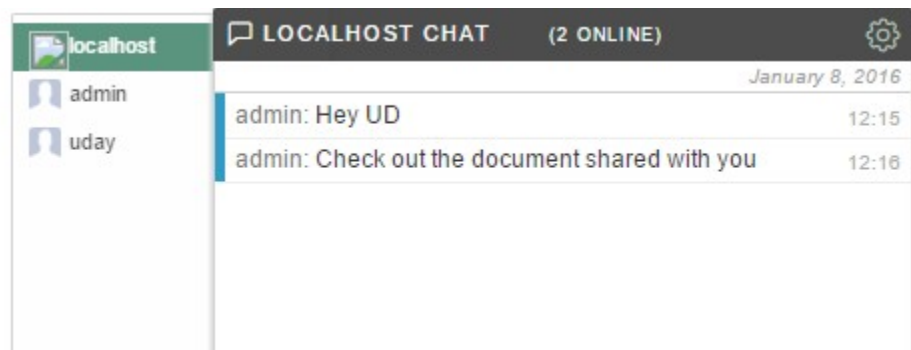 localhost
admin
uday
LOCALHOST CHAT (2 ONLINE)
January 8, 2016
admin: Hey UD 12:15
admin: Check out the document shared with you 12:16